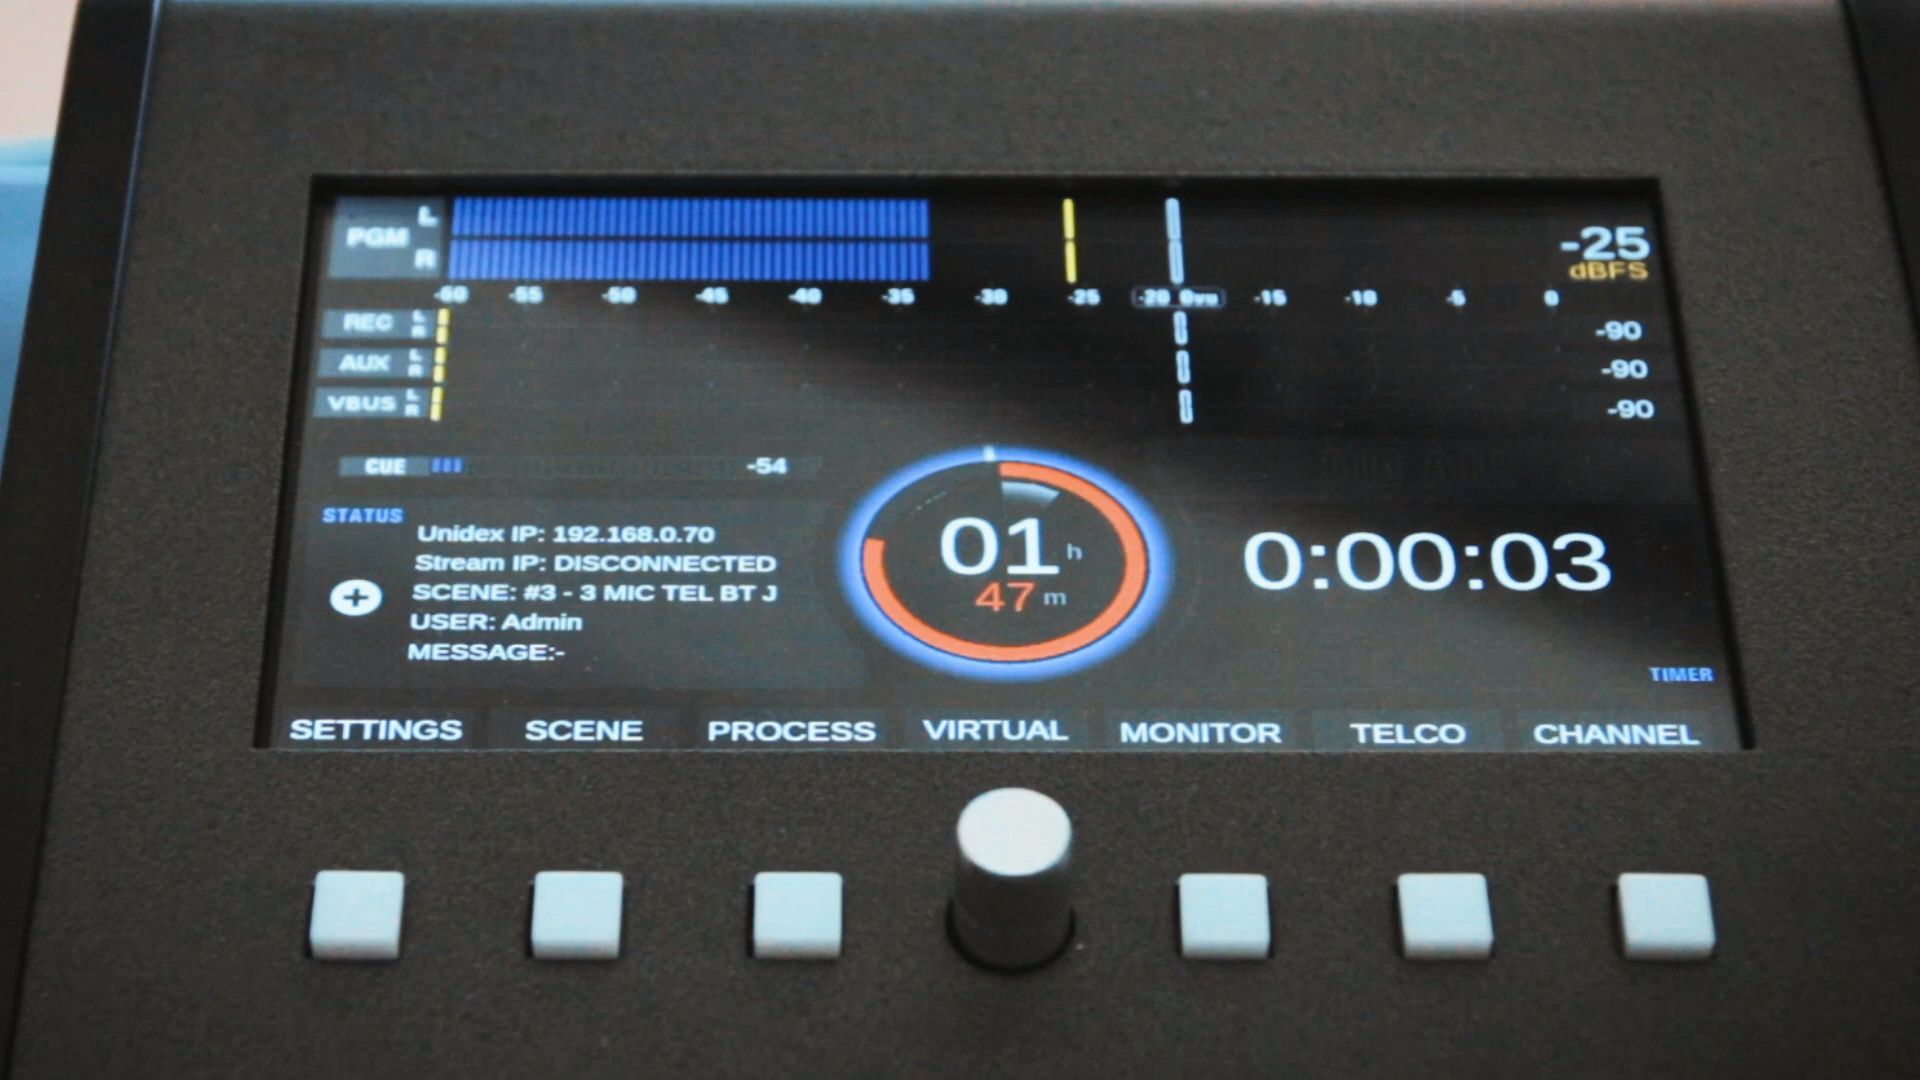 PGM L -25
R dBFS
-60 -55 -50 -45 -40 -35 -30 -25 -20 0vu -15 -10 -5 0
REC L R -90
AUX L R -90
VBUS L R -90
CUE -54
STATUS
Unidex IP: 192.168.0.70
Stream IP: DISCONNECTED
SCENE: #3 - 3 MIC TEL BT J
USER: Admin
MESSAGE:-
01 h
47 m
0:00:03
TIMER
SETTINGS SCENE PROCESS VIRTUAL MONITOR TELCO CHANNEL